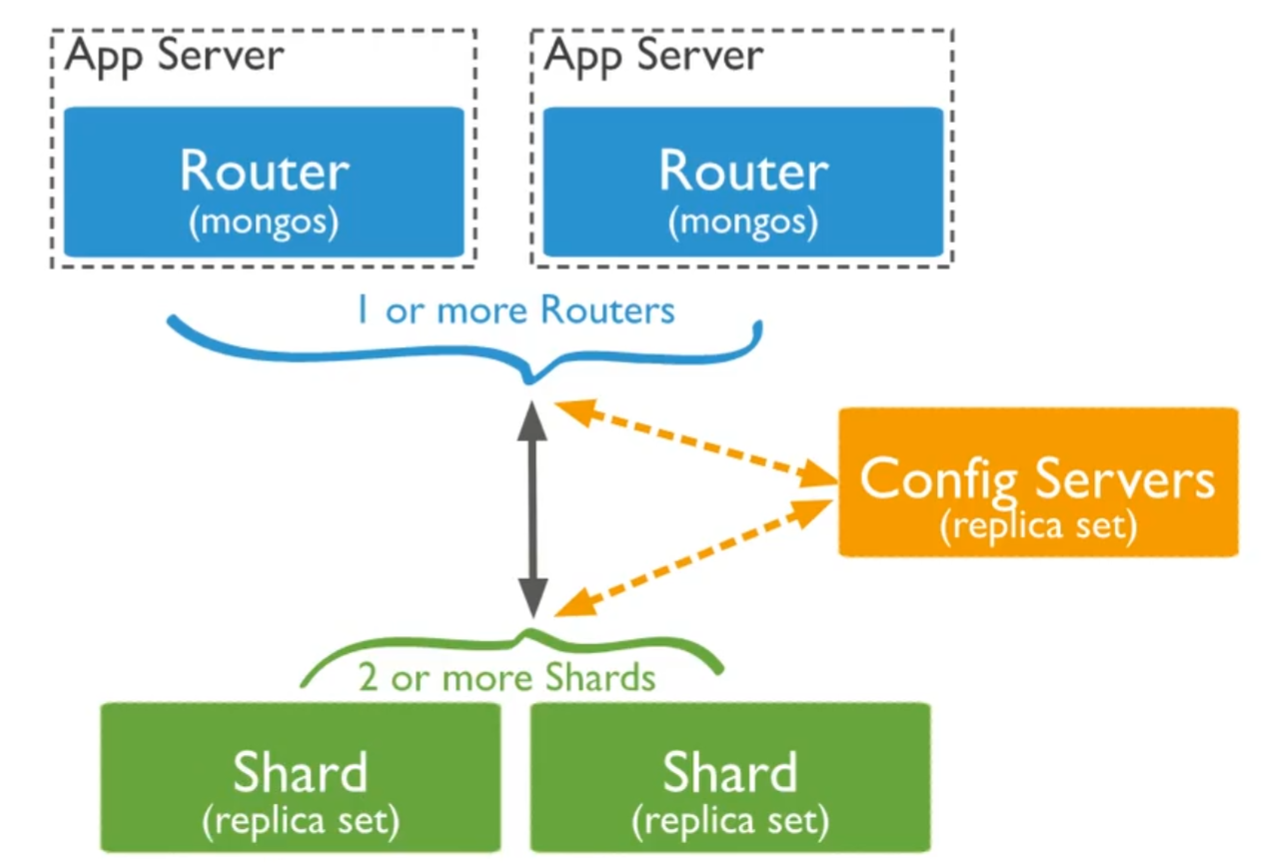 App Server
Router
(mongos)
App Server
Router
(mongos)
1 or more Routers
Config Servers
(replica set)
2 or more Shards
Shard
(replica set)
Shard
(replica set)